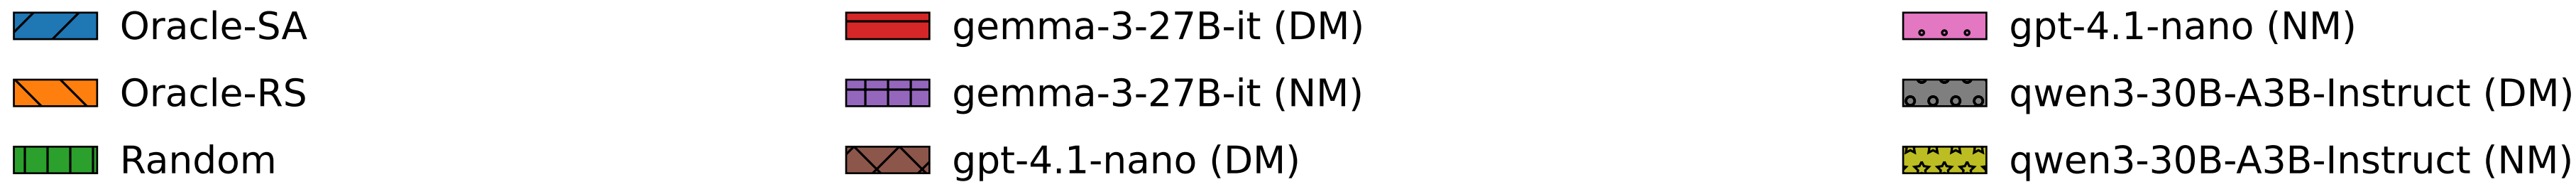 Oracle-SA
Oracle-RS
Random
gemma-3-27B-it (DM)
gemma-3-27B-it (NM)
gpt-4.1-nano (DM)
gpt-4.1-nano (NM)
qwen3-30B-A3B-Instruct (DM)
qwen3-30B-A3B-Instruct (NM)